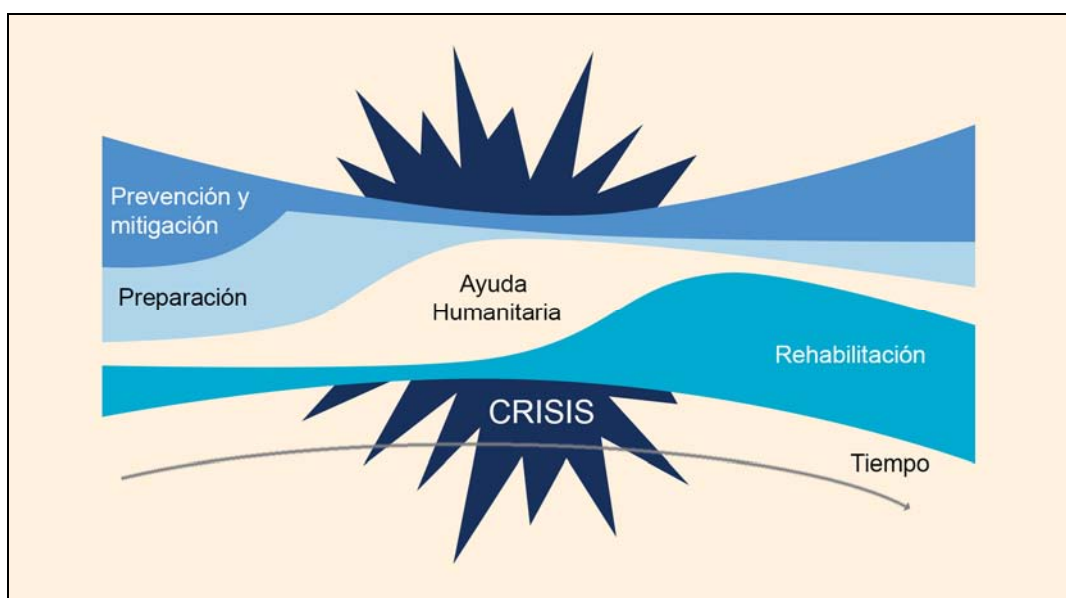 Prevención y
mitigación
Preparación
Ayuda
Humanitaria
Rehabilitación
CRISIS
Tiempo